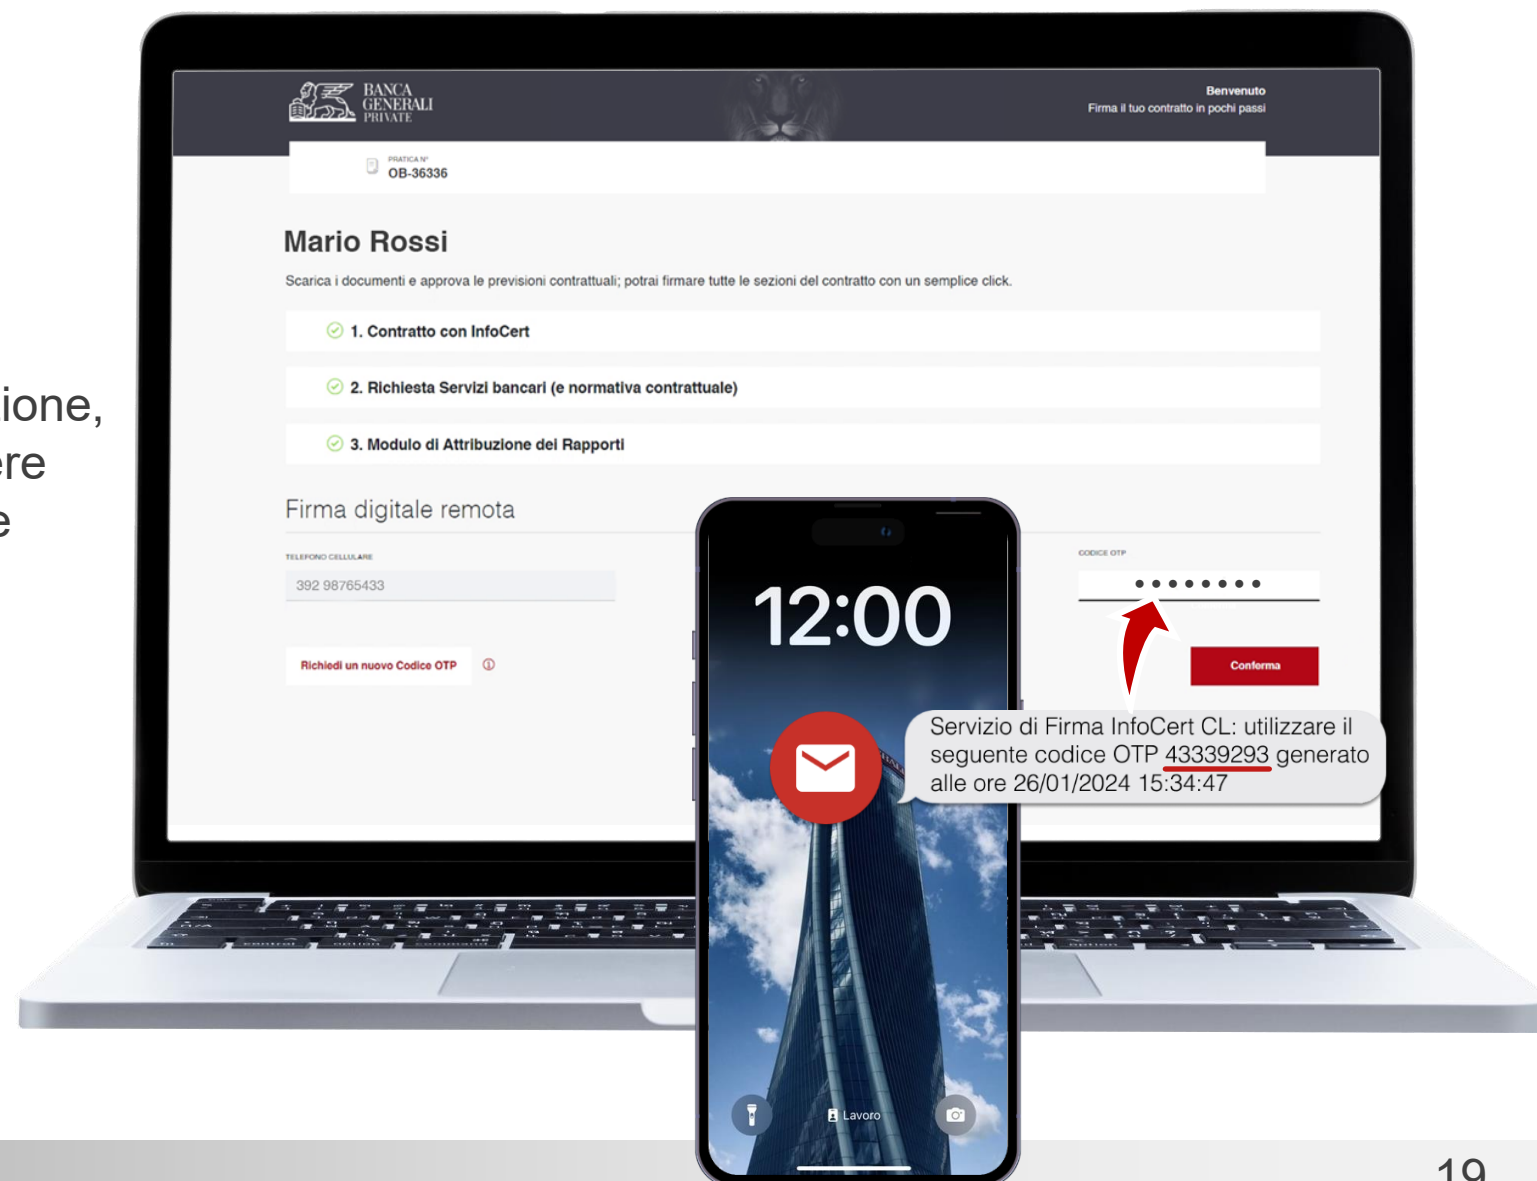 BANCA
GENERALI
PRIVATE
Benvenuto
Firma il tuo contratto in pochi passi
PRATICA N°
OB-36336
Mario Rossi
Scarica i documenti e approva le previsioni contrattuali; potrai firmare tutte le sezioni del contratto con un semplice click.
1. Contratto con InfoCert
2. Richiesta Servizi bancari (e normativa contrattuale)
3. Modulo di Attribuzione dei Rapporti
ione,
ere
e
Firma digitale remota
TELEFONO CELLULARE
392 98765433
CODICE OTP
Richiedi un nuovo Codice OTP
Conferma
12:00
Servizio di Firma InfoCert CL: utilizzare il
seguente codice OTP 43339293 generato
alle ore 26/01/2024 15:34:47
control option command
option
Lavoro
19